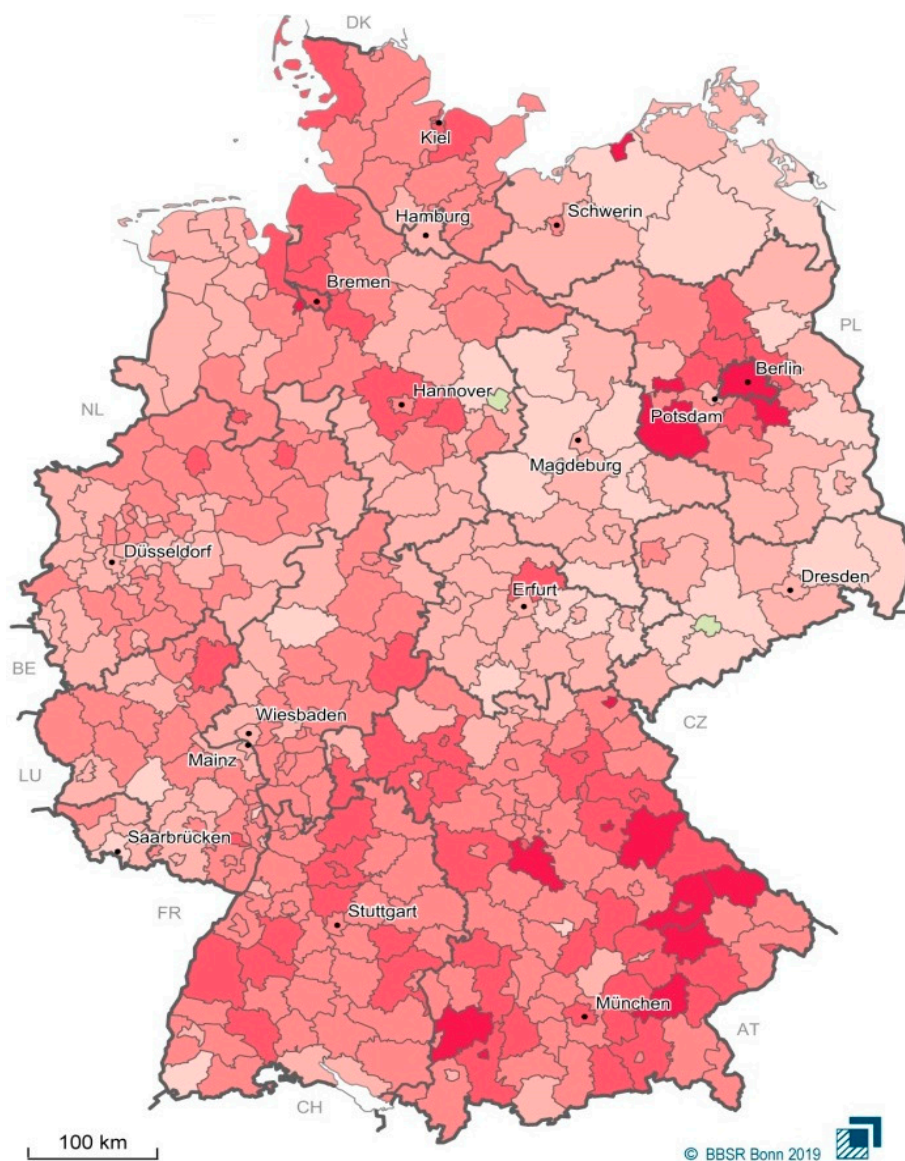 DK
Kiel
Hamburg
Schwerin
Bremen
PL
Berlin
Hannover
Potsdam
NL
Magdeburg
Düsseldorf
Dresden
Erfurt
BE
Wiesbaden
CZ
Mainz
LU
Saarbrücken
FR
Stuttgart
München
AT
CH
100 km
© BBSR Bonn 2019